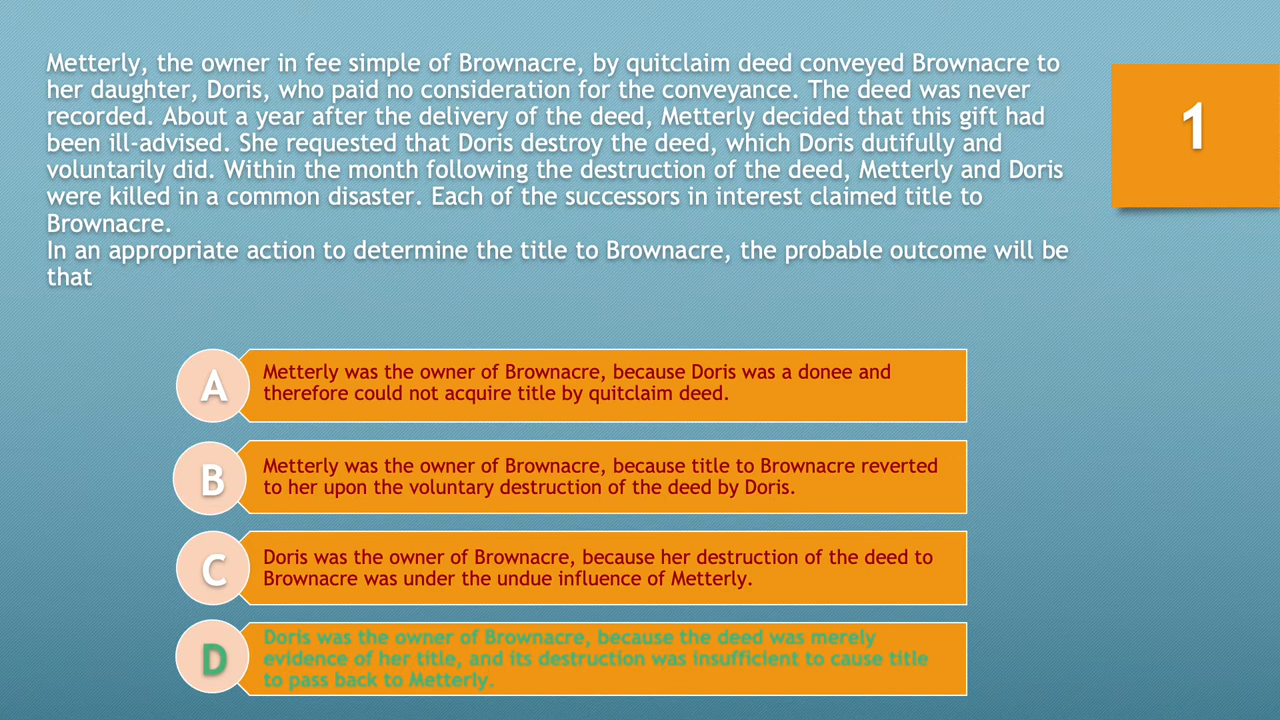 Metterly, the owner in fee simple of Brownacre, by quitclaim deed conveyed Brownacre to
her daughter, Doris, who paid no consideration for the conveyance. The deed was never
recorded. About a year after the delivery of the deed, Metterly decided that this gift had
been ill-advised. She requested that Doris destroy the deed, which Doris dutifully and
voluntarily did. Within the month following the destruction of the deed, Metterly and Doris
were killed in a common disaster. Each of the successors in interest claimed title to
Brownacre.
In an appropriate action to determine the title to Brownacre, the probable outcome will be
that
1
A
Metterly was the owner of Brownacre, because Doris was a donee and
therefore could not acquire title by quitclaim deed.
B
Metterly was the owner of Brownacre, because title to Brownacre reverted
to her upon the voluntary destruction of the deed by Doris.
C
Doris was the owner of Brownacre, because her destruction of the deed to
Brownacre was under the undue influence of Metterly.
D
Doris was the owner of Brownacre, because the deed was merely
evidence of her title, and its destruction was insufficient to cause title
to pass back to Metterly.